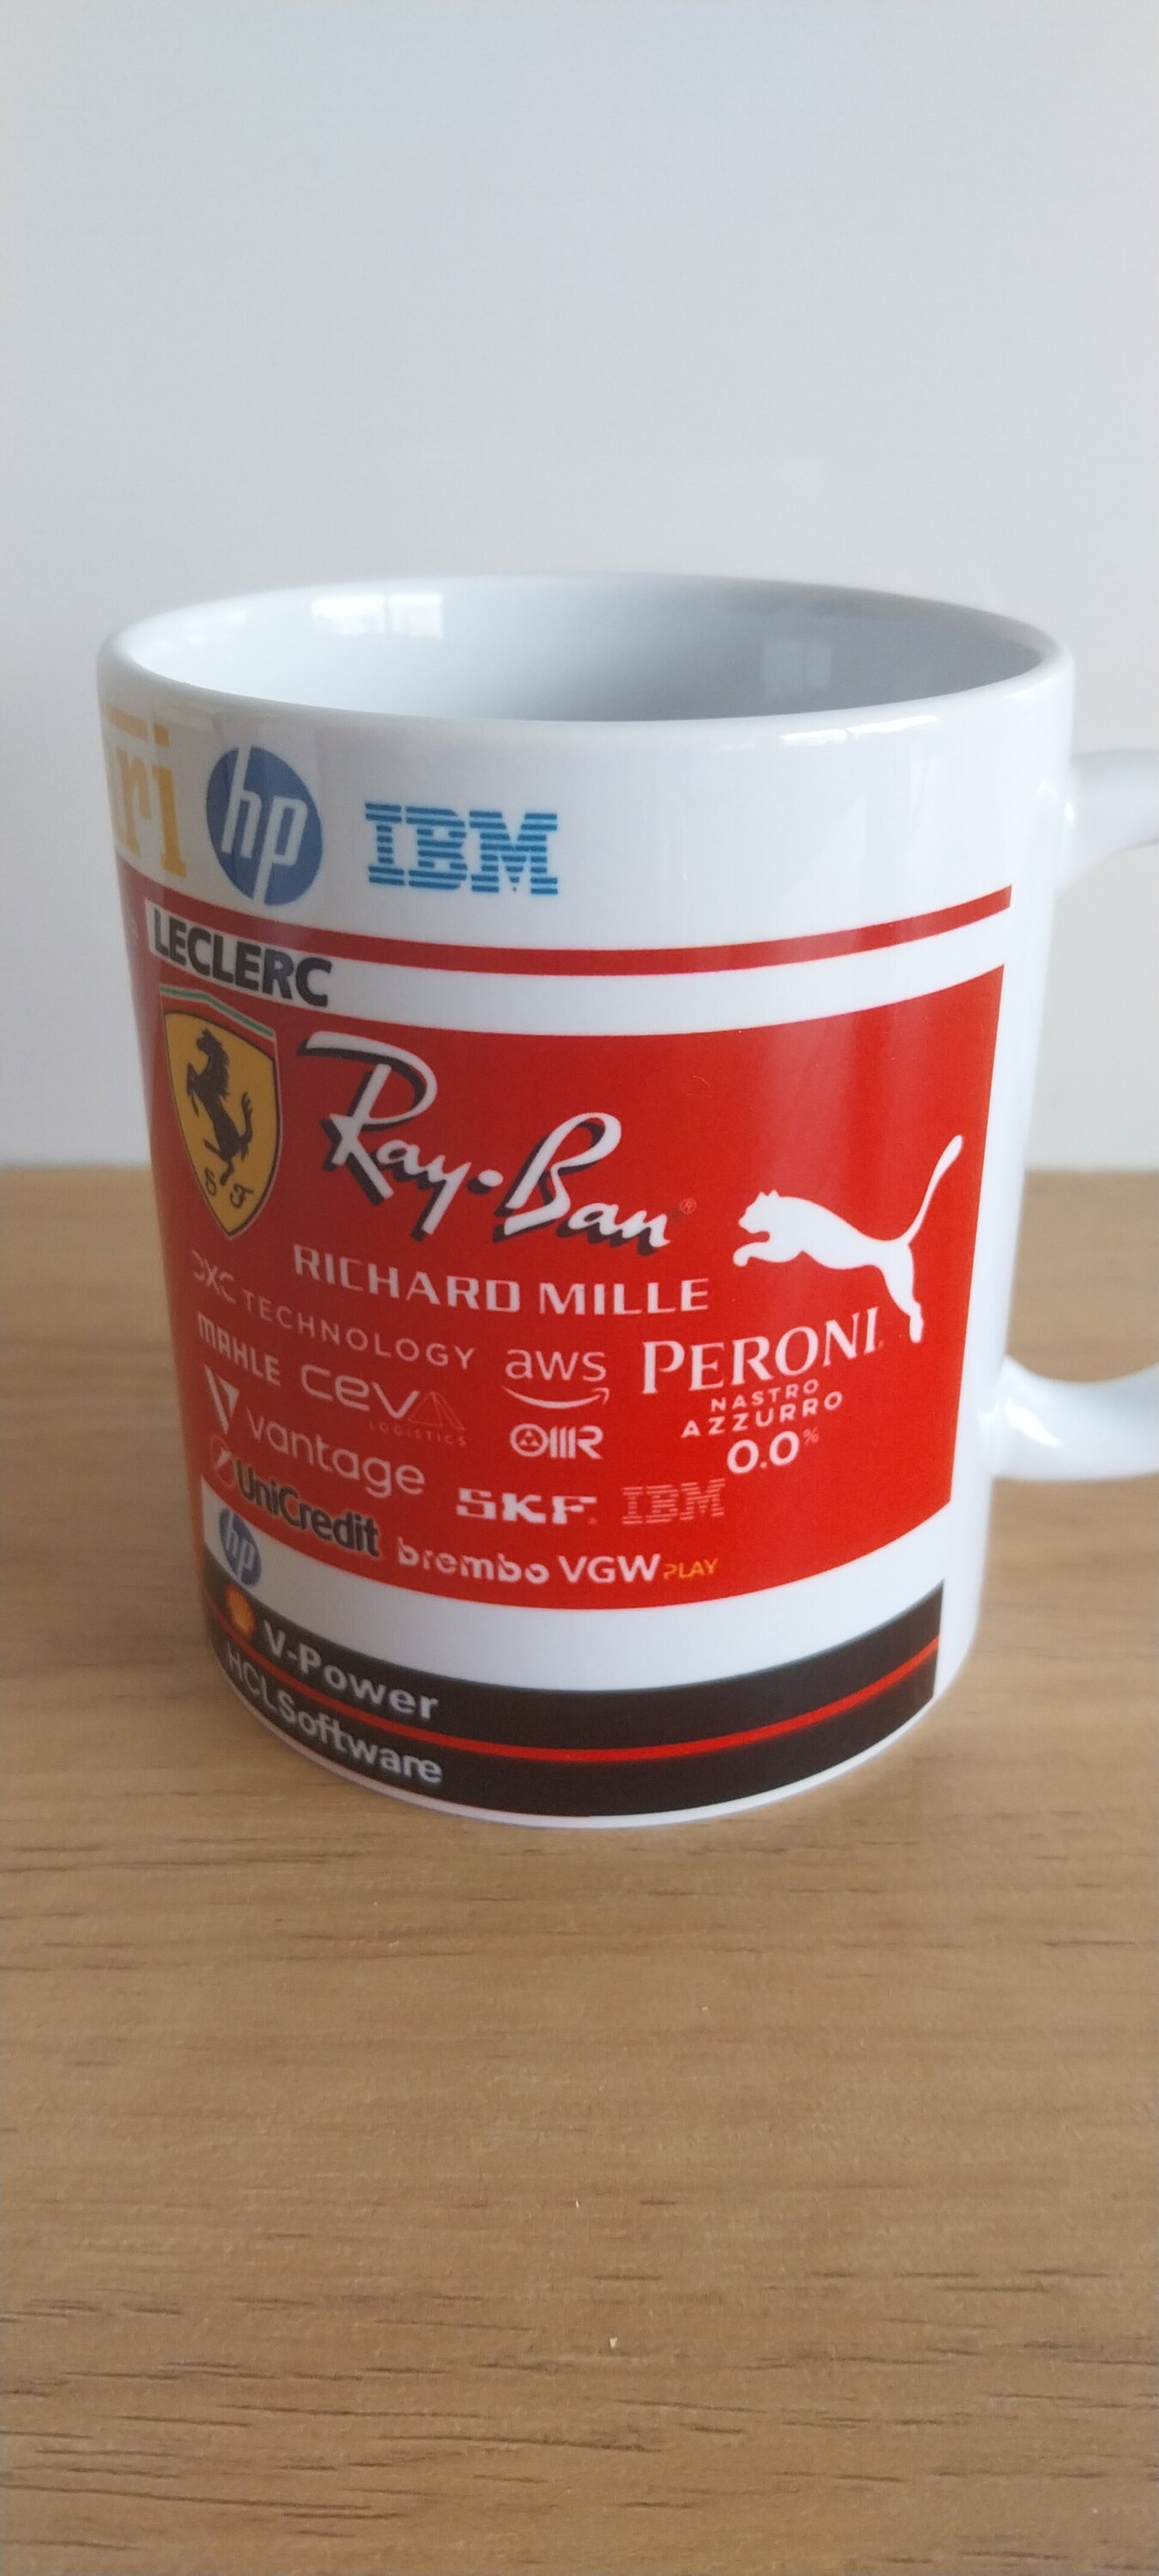 ri hp IBM
LECLERC
S F
Ray-Ban®
RICHARD MILLE
DXC TECHNOLOGY
MAHLE
ceva
LOGISTICS
aws
PERONI
NASTRO
AZZURRO
0.0%
vantage
OMR
UniCredit
SKF
IBM
brembo
VGW PLAY
hp
V-Power
HCLSoftware